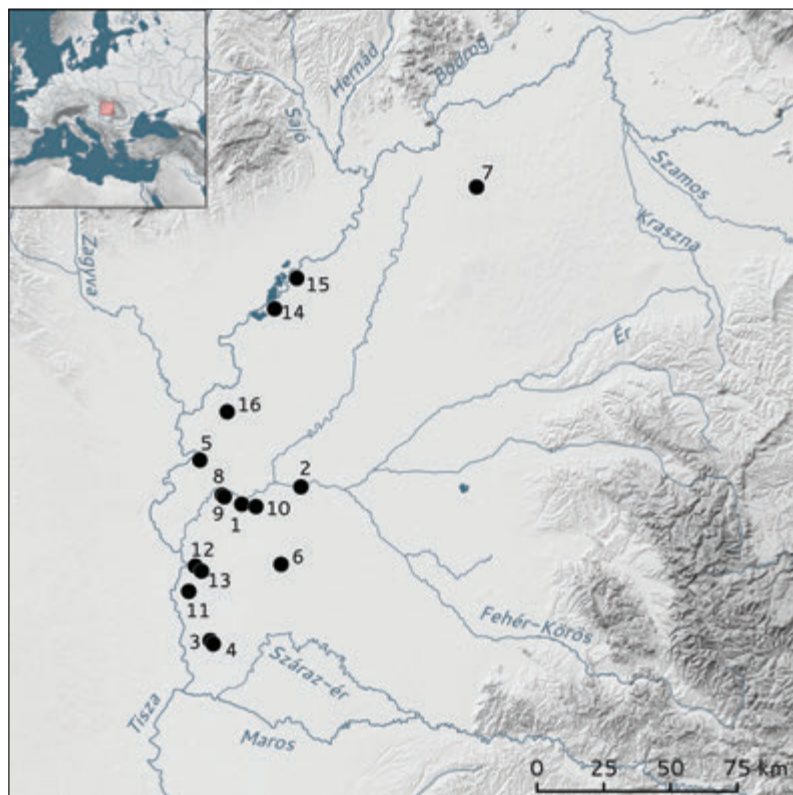 Hernád
Bodrog
Sajó
7
Szamos
Kraszna
Zagyva
15
14
Ér
16
5
2
8
9
1
10
12
13
6
11
Fehér-Körös
3
4
Száraz-ér
Tisza
Maros
0 25 50 75 km